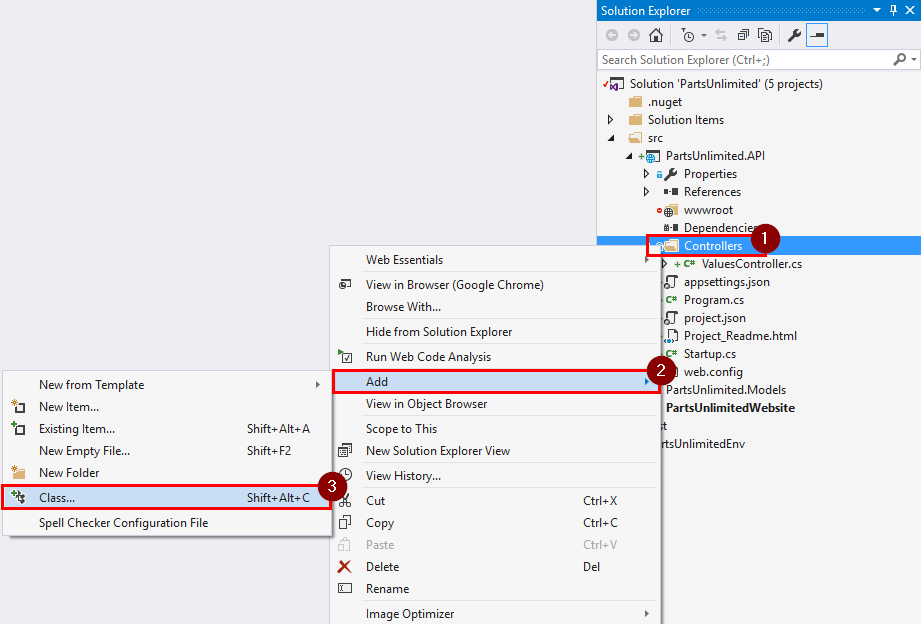 Solution Explorer
Search Solution Explorer (Ctrl+;)
Solution 'PartsUnlimited' (5 projects)
.nuget
Solution Items
src
PartsUnlimited.API
Properties
References
wwwroot
Dependencies
Controllers
1
C# ValuesController.cs
appsettings.json
C# Program.cs
project.json
Project_Readme.html
C# Startup.cs
web.config
PartsUnlimited.Models
PartsUnlimitedWebsite
st
rtsUnlimitedEnv
Web Essentials
View in Browser (Google Chrome)
Browse With...
Hide from Solution Explorer
Run Web Code Analysis
Add
2
View in Object Browser
Scope to This
New Solution Explorer View
View History...
Cut Ctrl+X
Copy Ctrl+C
Paste Ctrl+V
Delete Del
Rename
Image Optimizer
New from Template
New Item...
Existing Item... Shift+Alt+A
New Empty File... Shift+F2
New Folder
Class... Shift+Alt+C
3
Spell Checker Configuration File